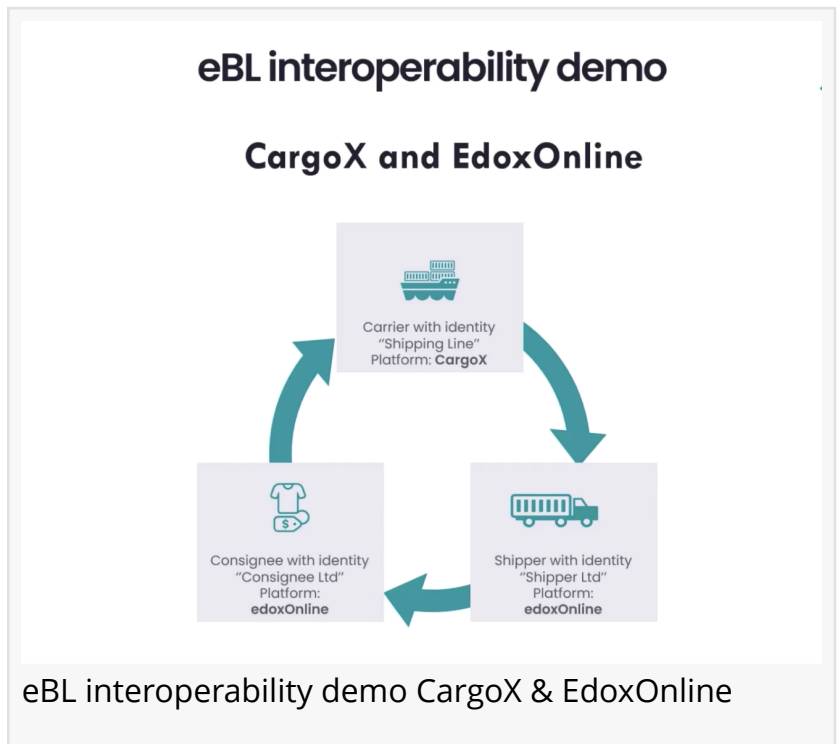 eBL interoperability demo
CargoX and EdoxOnline
Carrier with identity
“Shipping Line”
Platform: CargoX
$
Consignee with identity
“Consignee Ltd”
Platform:
edoxOnline
Shipper with identity
“Shipper Ltd”
Platform:
edoxOnline
eBL interoperability demo CargoX & EdoxOnline